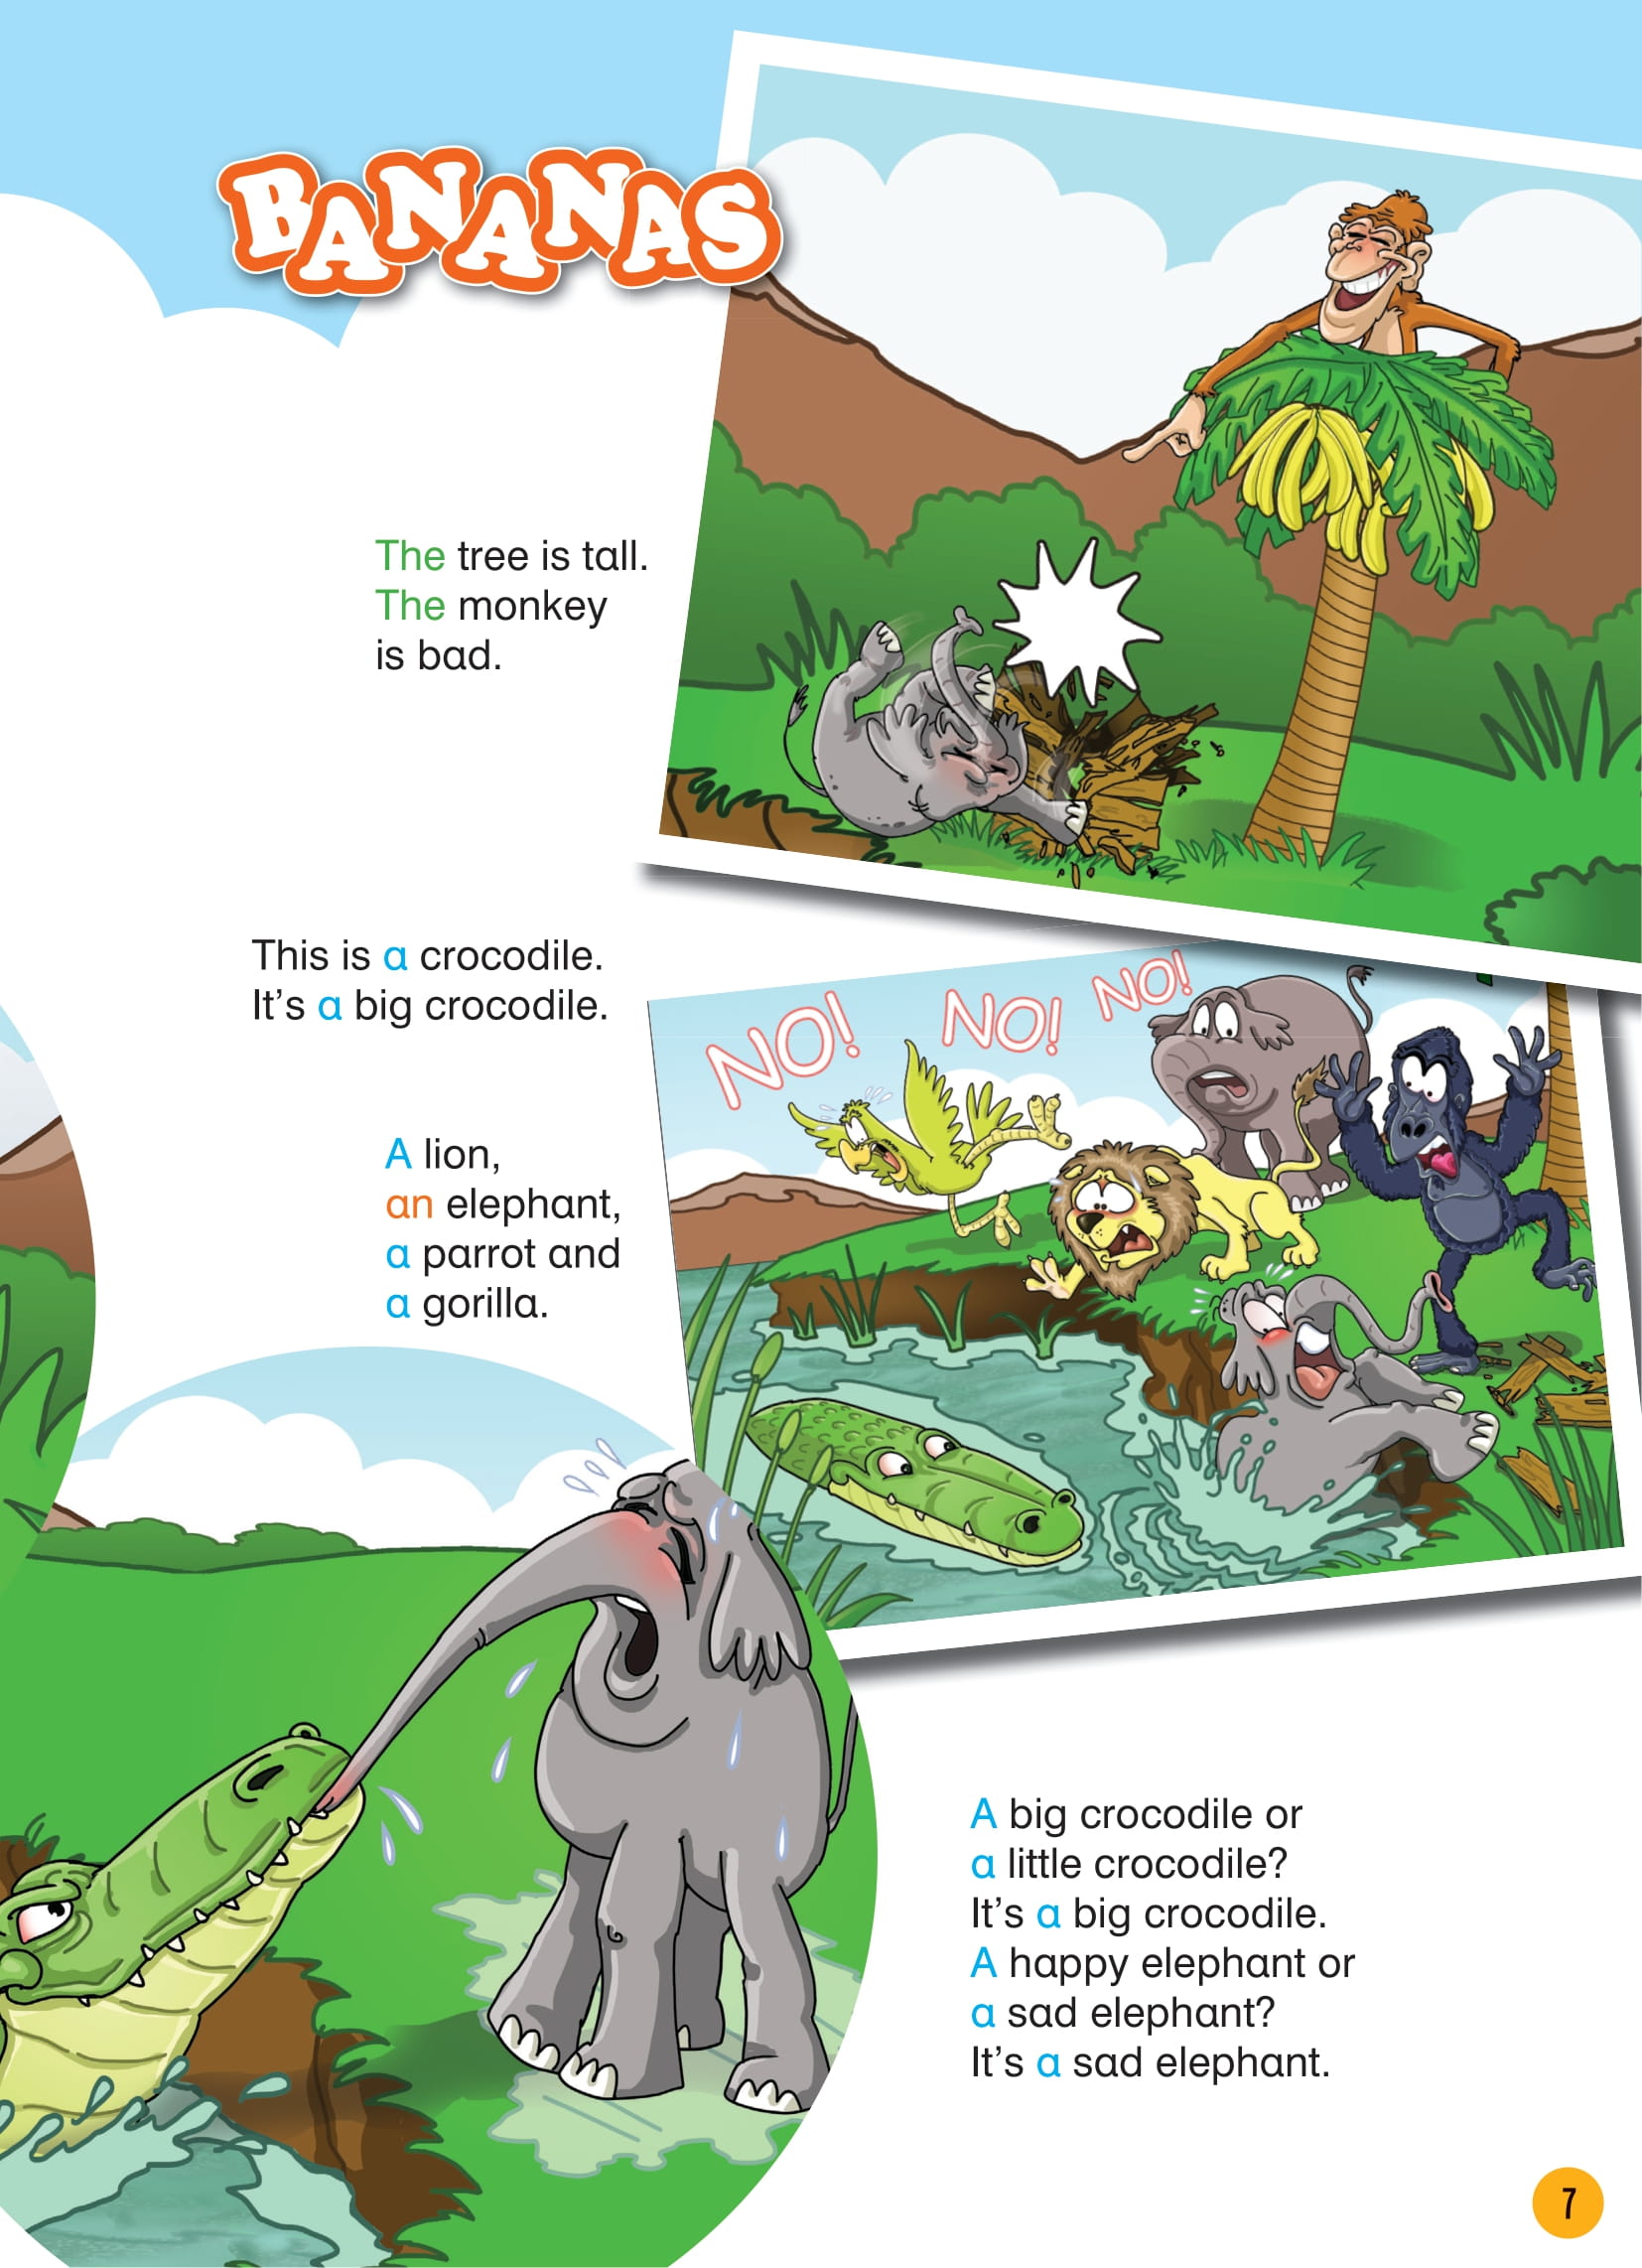 BANANAS
The tree is tall.
The monkey
is bad.
This is a crocodile.
It's a big crocodile.
NO! NO! NO!
A lion,
an elephant,
a parrot and
a gorilla.
A big crocodile or
a little crocodile?
It's a big crocodile.
A happy elephant or
a sad elephant?
It's a sad elephant.
7